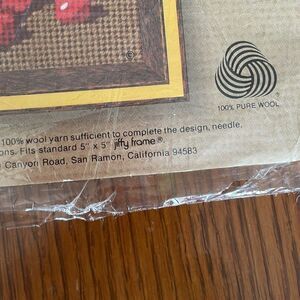 ©
100% PURE WOOL
100% wool yarn sufficient to complete the design, needle,
ons. Fits standard 5" x 5" jiffy frame®.
Canyon Road, San Ramon, California 94583